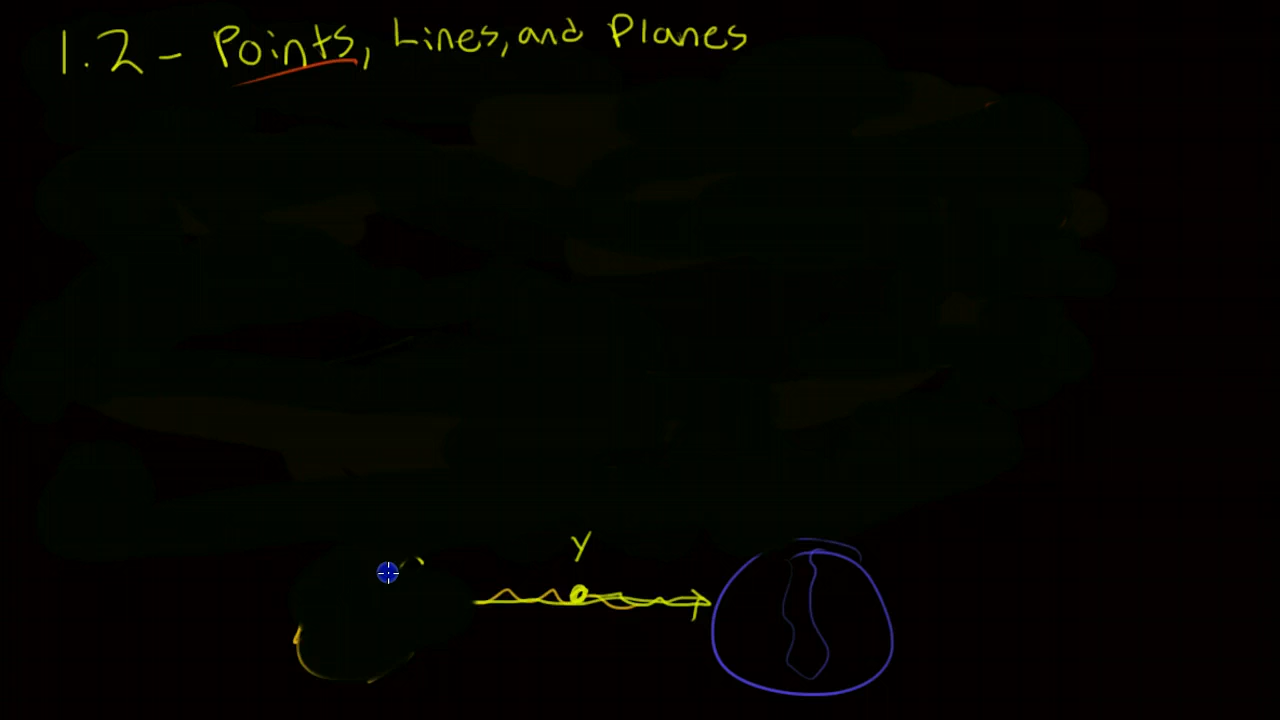 1.2 - Points, Lines, and Planes
Y